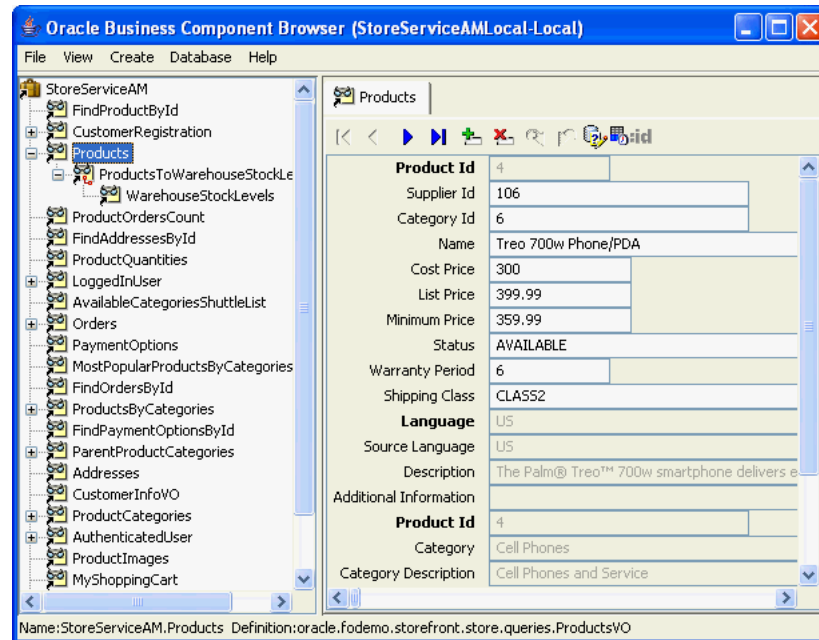 Oracle Business Component Browser (StoreServiceAMLocal-Local)
File View Create Database Help
StoreServiceAM
FindProductById
CustomerRegistration
Products
ProductsToWarehouseStockLe
WarehouseStockLevels
ProductOrdersCount
FindAddressesById
ProductQuantities
LoggedInUser
AvailableCategoriesShuttleList
Orders
PaymentOptions
MostPopularProductsByCategories
FindOrdersById
ProductsByCategories
FindPaymentOptionsById
ParentProductCategories
Addresses
CustomerInfoVO
ProductCategories
AuthenticatedUser
ProductImages
MyShoppingCart
Products
:id
Product Id 4
Supplier Id 106
Category Id 6
Name Treo 700w Phone/PDA
Cost Price 300
List Price 399.99
Minimum Price 359.99
Status AVAILABLE
Warranty Period 6
Shipping Class CLASS2
Language US
Source Language US
Description The Palm® Treo™ 700w smartphone delivers e
Additional Information
Product Id 4
Category Cell Phones
Category Description Cell Phones and Service
Name:StoreServiceAM.Products Definition:oracle.fodemo.storefront.store.queries.ProductsVO